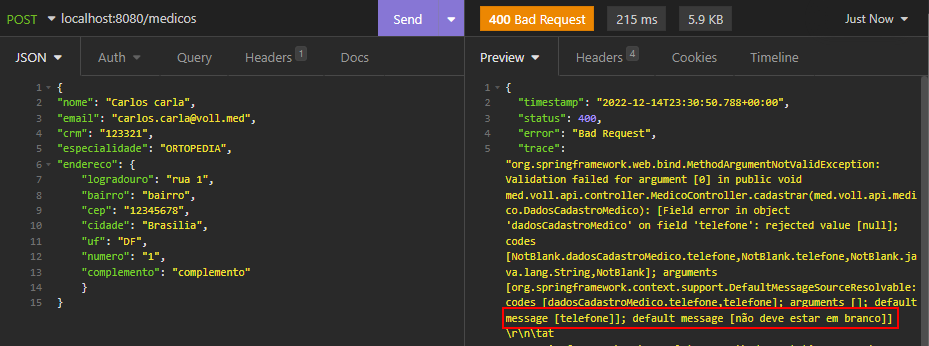 POST localhost:8080/medicos Send
400 Bad Request 215 ms 5.9 KB Just Now
JSON Auth Query Headers 1 Docs
Preview Headers 4 Cookies Timeline
1 {
2 "nome": "Carlos carla",
3 "email": "carlos.carla@voll.med",
4 "crm": "123321",
5 "especialidade": "ORTOPEDIA",
6 "endereco": {
7 "logradouro": "rua 1",
8 "bairro": "bairro",
9 "cep": "12345678",
10 "cidade": "Brasilia",
11 "uf": "DF",
12 "numero": "1",
13 "complemento": "complemento"
14 }
15 }
1 {
2 "timestamp": "2022-12-14T23:30:50.788+00:00",
3 "status": 400,
4 "error": "Bad Request",
5 "trace":
"org.springframework.web.bind.MethodArgumentNotValidException:
Validation failed for argument [0] in public void
med.voll.api.controller.MedicoController.cadastrar(med.voll.api.medi
co.DadosCadastroMedico): [Field error in object
'dadosCadastroMedico' on field 'telefone': rejected value [null];
codes
[NotBlank.dadosCadastroMedico.telefone,NotBlank.telefone,NotBlank.ja
va.lang.String,NotBlank]; arguments
[org.springframework.context.support.DefaultMessageSourceResolvable:
codes [dadosCadastroMedico.telefone,telefone]; arguments []; default
message [telefone]]; default message [não deve estar em branco]]
\r\n\tat